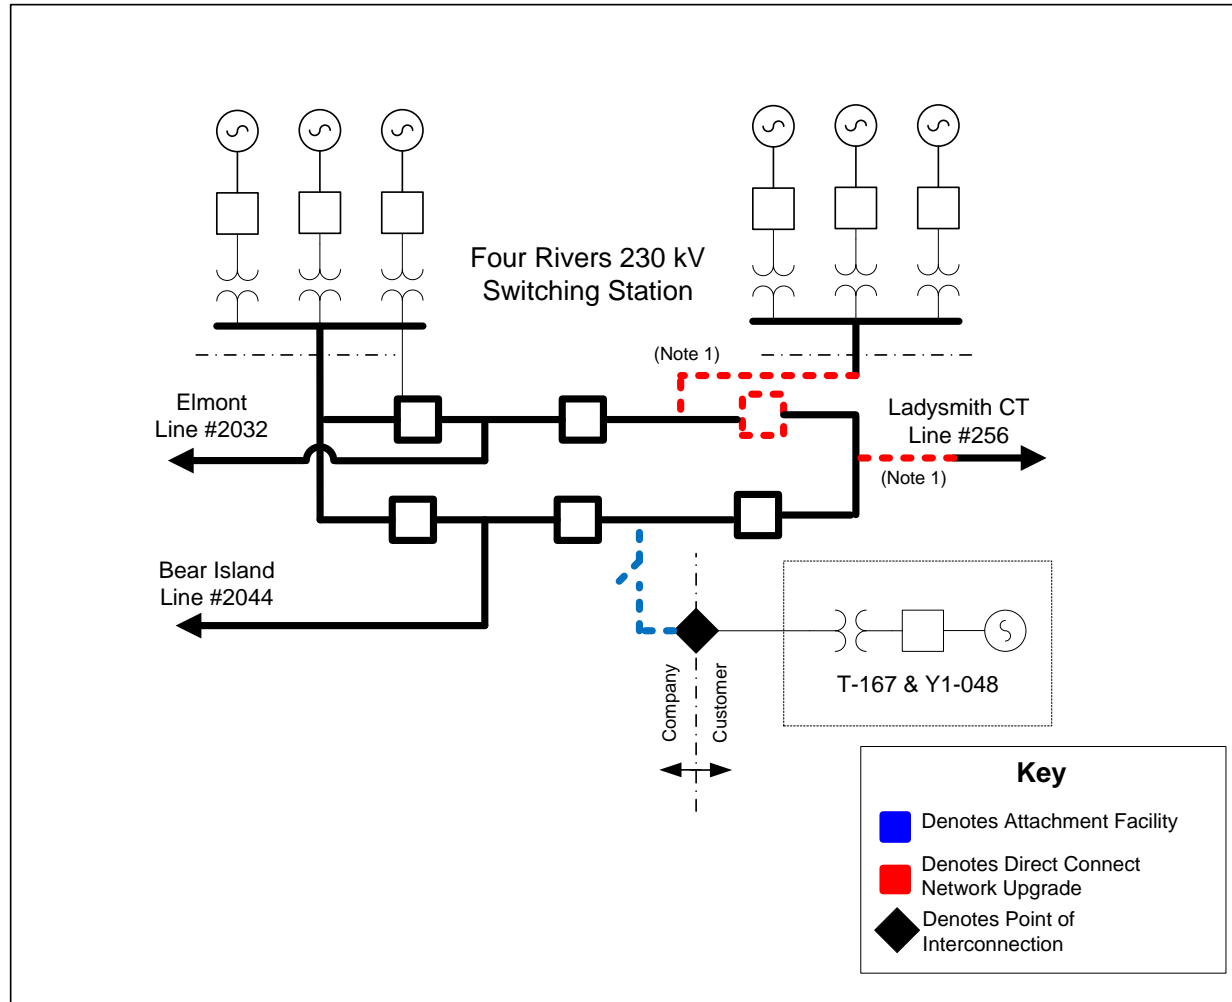 Four Rivers 230 kV
Switching Station
(Note 1)
Elmont
Line #2032
Ladysmith CT
Line #256
(Note 1)
Bear Island
Line #2044
T-167 & Y1-048
Company
Customer
Key
Denotes Attachment Facility
Denotes Direct Connect
Network Upgrade
Denotes Point of
Interconnection